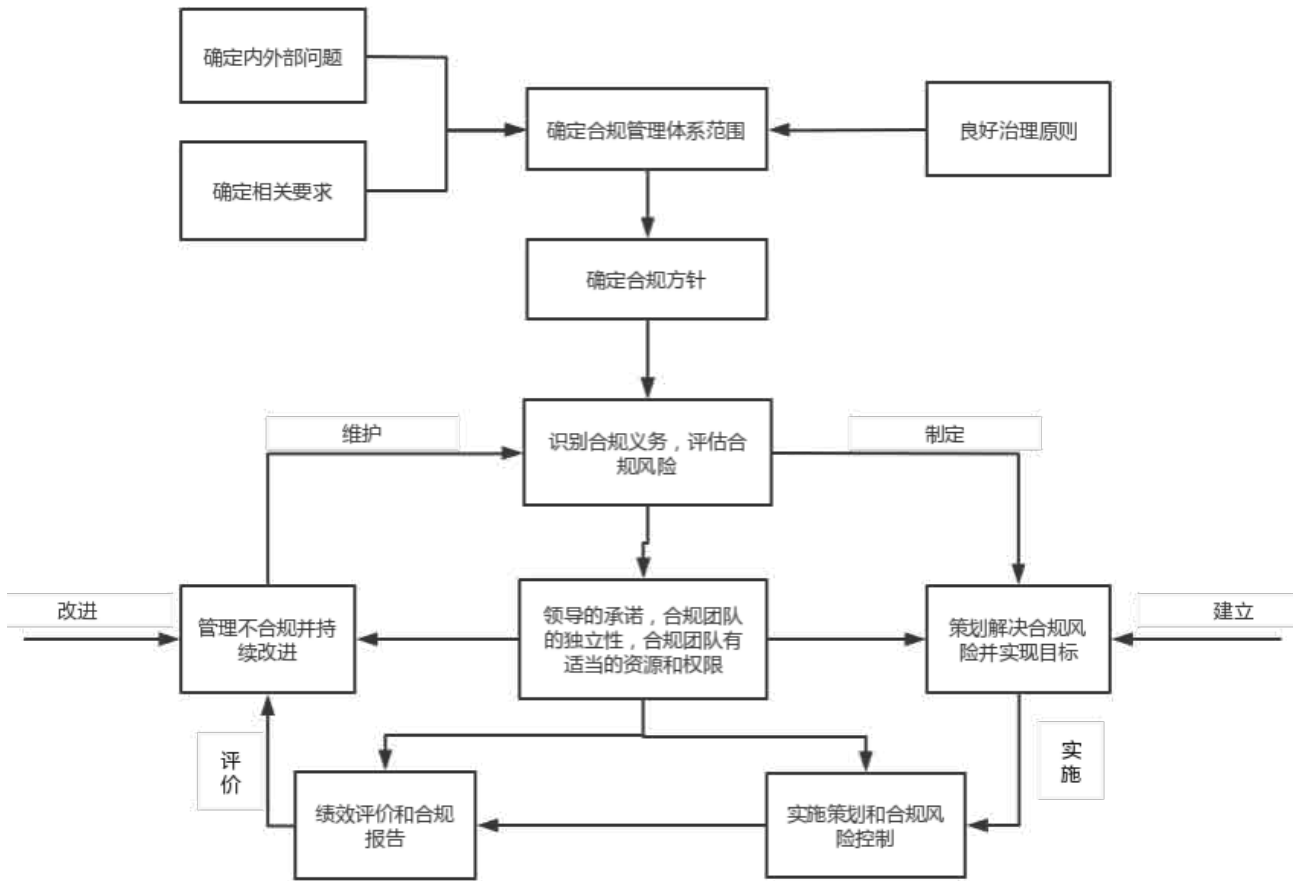 确定内外部问题
确定合规管理体系范围
良好治理原则
确定相关要求
确定合规方针
维护
识别合规义务，评估合
规风险
制定
改进
管理不合规并持
续改进
领导的承诺，合规团队
的独立性，合规团队有
适当的资源和权限
策划解决合规风
险并实现目标
建立
评
价
实
施
绩效评价和合规
报告
实施策划和合规风
险控制